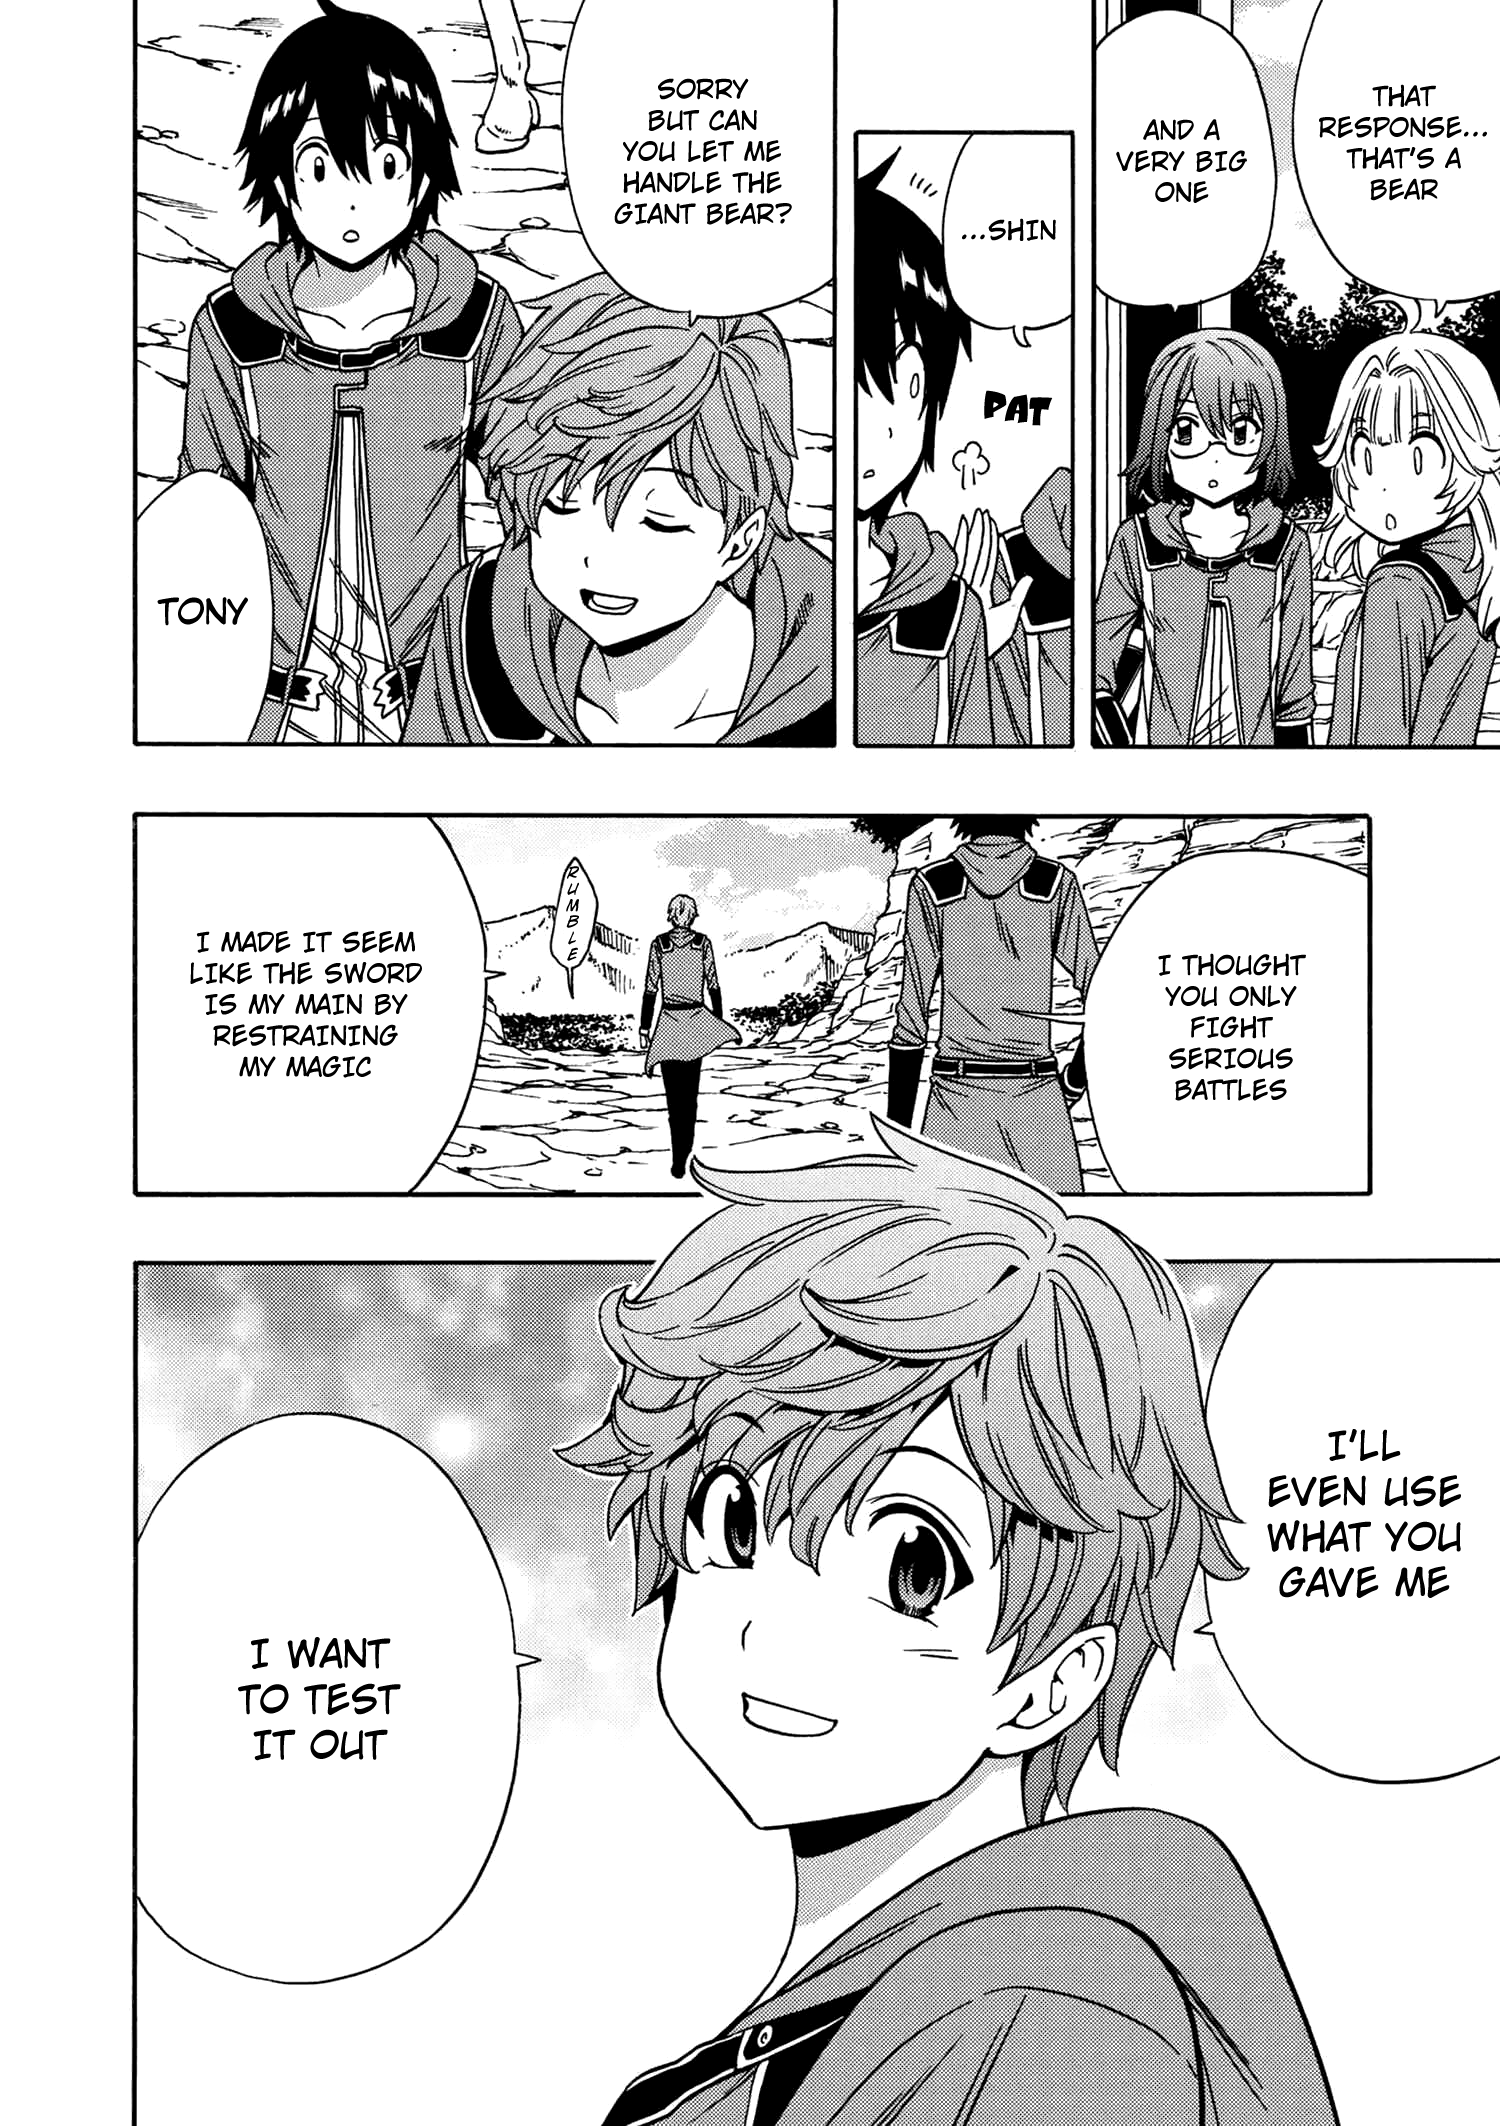 THAT
RESPONSE...
THAT'S A
BEAR
AND A
VERY BIG
ONE
...SHIN
PAT
SORRY
BUT CAN
YOU LET ME
HANDLE THE
GIANT BEAR?
TONY
I THOUGHT
YOU ONLY
FIGHT
SERIOUS
BATTLES
RUMBLE
I MADE IT SEEM
LIKE THE SWORD
IS MY MAIN BY
RESTRAINING
MY MAGIC
I'LL
EVEN USE
WHAT YOU
GAVE ME
I WANT
TO TEST
IT OUT